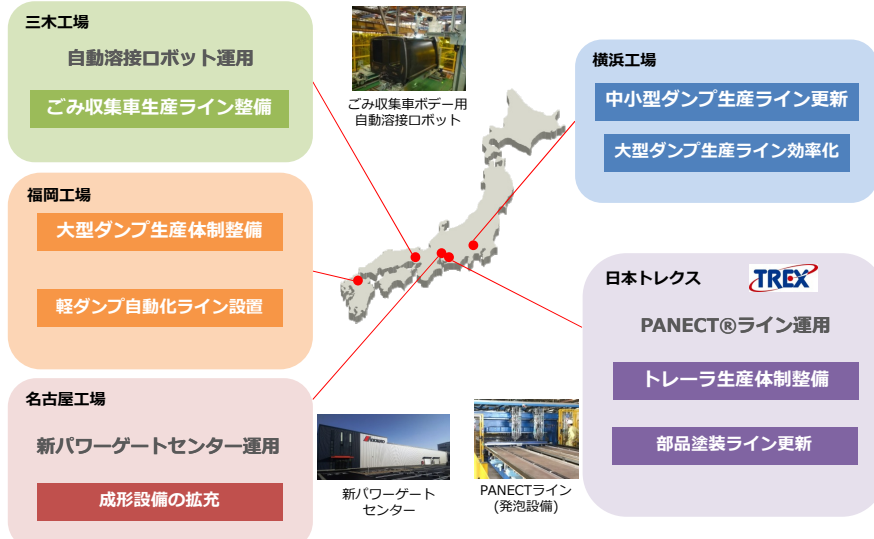 三木工場
自動溶接ロボット運用
ごみ収集車生産ライン整備
ごみ収集車ボデー用
自動溶接ロボット
横浜工場
中小型ダンプ生産ライン更新
大型ダンプ生産ライン効率化
福岡工場
大型ダンプ生産体制整備
軽ダンプ自動化ライン設置
日本トレクス
TREX
PANECT®ライン運用
トレーラ生産体制整備
部品塗装ライン更新
名古屋工場
新パワーゲートセンター運用
成形設備の拡充
新パワーゲート
センター
PANECTライン
(発泡設備)